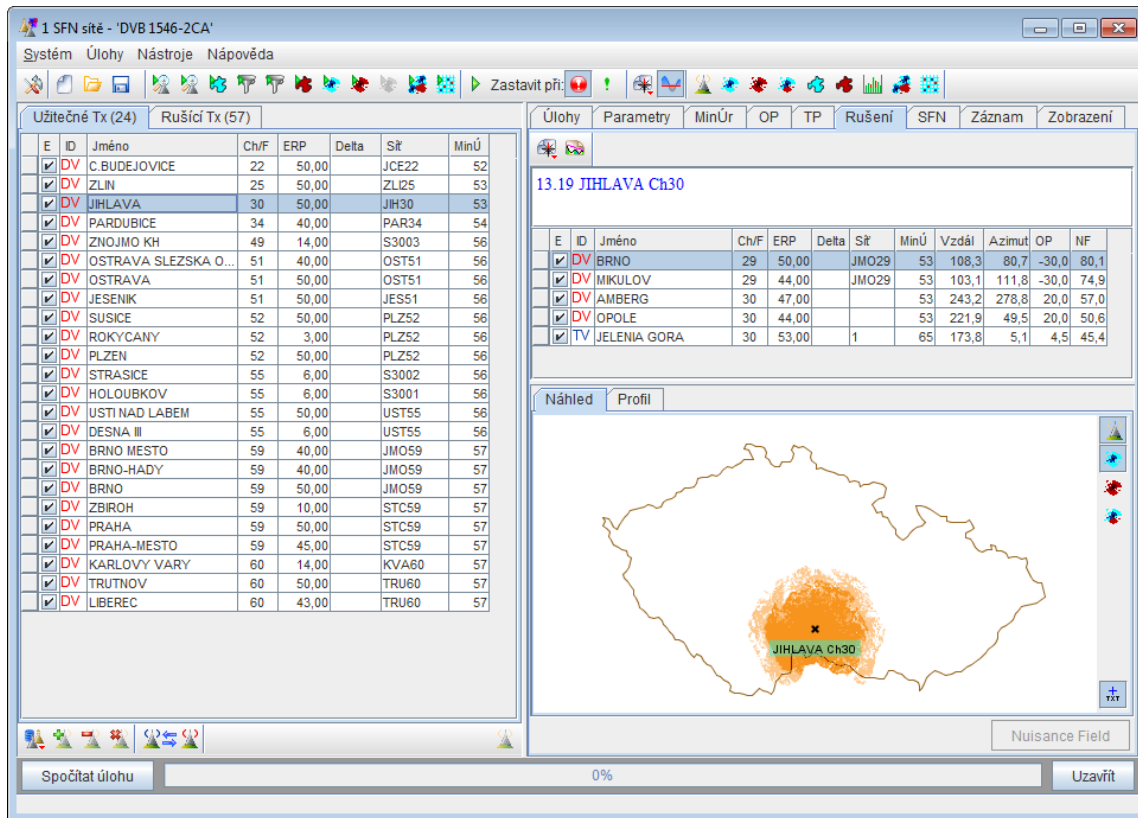 1 SFN sítě - 'DVB 1546-2CA'
Systém Úlohy Nástroje Nápověda
Zastavit při:
Užitečné Tx (24) Rušící Tx (57)
E ID Jméno Ch/F ERP Delta Síť MinÚ
DV C.BUDEJOVICE 22 50,00 JCE22 52
DV ZLIN 25 50,00 ZLI25 53
DV JIHLAVA 30 50,00 JIH30 53
DV PARDUBICE 34 40,00 PAR34 54
DV ZNOJMO KH 49 14,00 S3003 56
DV OSTRAVA SLEZSKA O... 51 40,00 OST51 56
DV OSTRAVA 51 50,00 OST51 56
DV JESENIK 51 50,00 JES51 56
DV SUSICE 52 50,00 PLZ52 56
DV ROKYCANY 52 3,00 PLZ52 56
DV PLZEN 52 50,00 PLZ52 56
DV STRASICE 55 6,00 S3002 56
DV HOLOUBKOV 55 6,00 S3001 56
DV USTI NAD LABEM 55 50,00 UST55 56
DV DESNA III 55 6,00 UST55 56
DV BRNO MESTO 59 40,00 JMO59 57
DV BRNO-HADY 59 40,00 JMO59 57
DV BRNO 59 50,00 JMO59 57
DV ZBIROH 59 10,00 STC59 57
DV PRAHA 59 50,00 STC59 57
DV PRAHA-MESTO 59 45,00 STC59 57
DV KARLOVY VARY 60 14,00 KVA60 57
DV TRUTNOV 60 50,00 TRU60 57
DV LIBEREC 60 43,00 TRU60 57
Úlohy Parametry MinÚr OP TP Rušení SFN Záznam Zobrazení
13.19 JIHLAVA Ch30
E ID Jméno Ch/F ERP Delta Síť MinÚ Vzdál Azimut OP NF
DV BRNO 29 50,00 JMO29 53 108,3 80,7 -30,0 80,1
DV MIKULOV 29 44,00 JMO29 53 103,1 111,8 -30,0 74,9
DV AMBERG 30 47,00 53 243,2 278,8 20,0 57,0
DV OPOLE 30 44,00 53 221,9 49,5 20,0 50,6
TV JELENIA GORA 30 53,00 1 65 173,8 5,1 4,5 45,4
Náhled Profil
JIHLAVA Ch30
TXT
Nuisance Field
Spočítat úlohu 0% Uzavřít